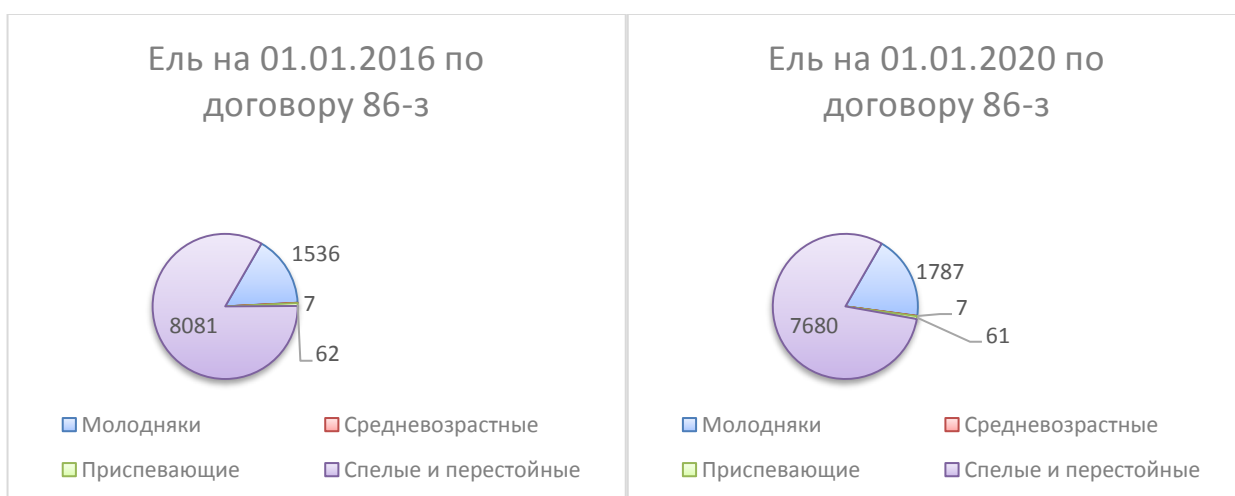 Ель на 01.01.2016 по
договору 86-з
1536
7
8081
62
Молодняки
Средневозрастные
Приспевающие
Спелые и перестойные
Ель на 01.01.2020 по
договору 86-з
1787
7
7680
61
Молодняки
Средневозрастные
Приспевающие
Спелые и перестойные